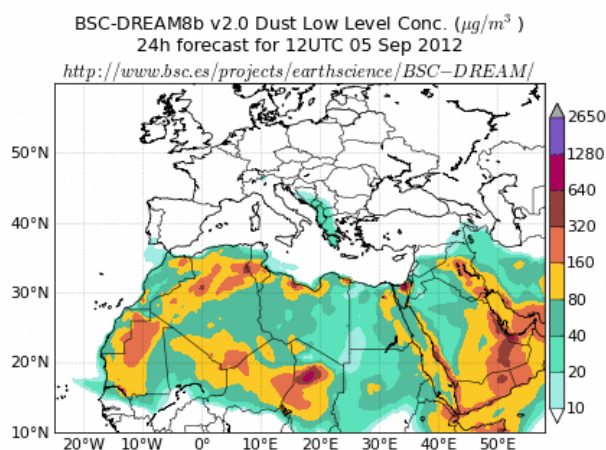 BSC-DREAM8b v2.0 Dust Low Level Conc. (μg/m³ )
24h forecast for 12UTC 05 Sep 2012
http://www.bsc.es/projects/earthscience/BSC−DREAM/
50°N
40°N
30°N
20°N
10°N
20°W 10°W 0° 10°E 20°E 30°E 40°E 50°E
2650
1280
640
320
160
80
40
20
10